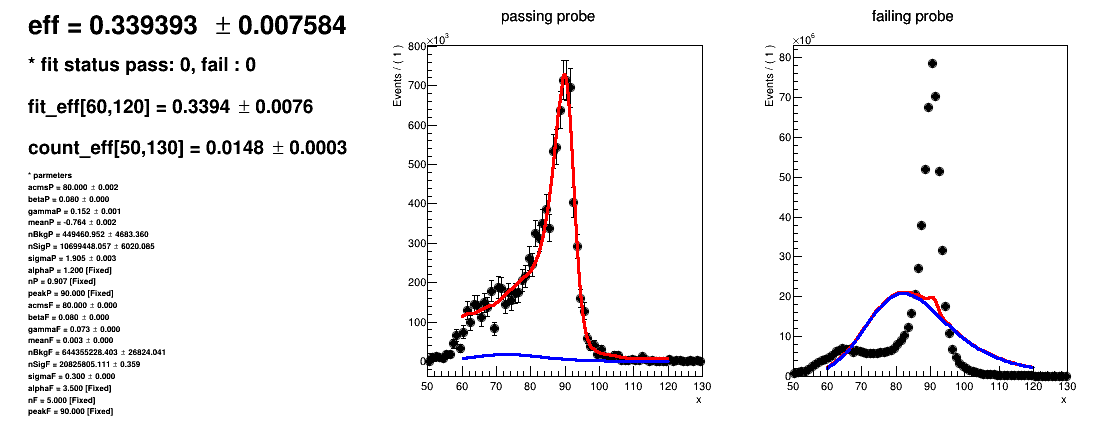 eff = 0.339393 ± 0.007584
* fit status pass: 0, fail : 0
fit_eff[60,120] = 0.3394 ± 0.0076
count_eff[50,130] = 0.0148 ± 0.0003
* parmeters
acmsP = 80.000 ± 0.002
betaP = 0.080 ± 0.000
gammaP = 0.152 ± 0.001
meanP = -0.764 ± 0.002
nBkgP = 449460.952 ± 4683.360
nSigP = 10699448.057 ± 6020.085
sigmaP = 1.905 ± 0.003
alphaP = 1.200 [Fixed]
nP = 0.907 [Fixed]
peakP = 90.000 [Fixed]
acmsF = 80.000 ± 0.000
betaF = 0.080 ± 0.000
gammaF = 0.073 ± 0.000
meanF = 0.003 ± 0.000
nBkgF = 644355228.403 ± 26824.041
nSigF = 20825805.111 ± 0.359
sigmaF = 0.300 ± 0.000
alphaF = 3.500 [Fixed]
nF = 5.000 [Fixed]
peakF = 90.000 [Fixed]
passing probe
×10³
Events / ( 1 )
800
700
600
500
400
300
200
100
0
50 60 70 80 90 100 110 120 130
x
failing probe
×10⁶
Events / ( 1 )
80
70
60
50
40
30
20
10
0
50 60 70 80 90 100 110 120 130
x